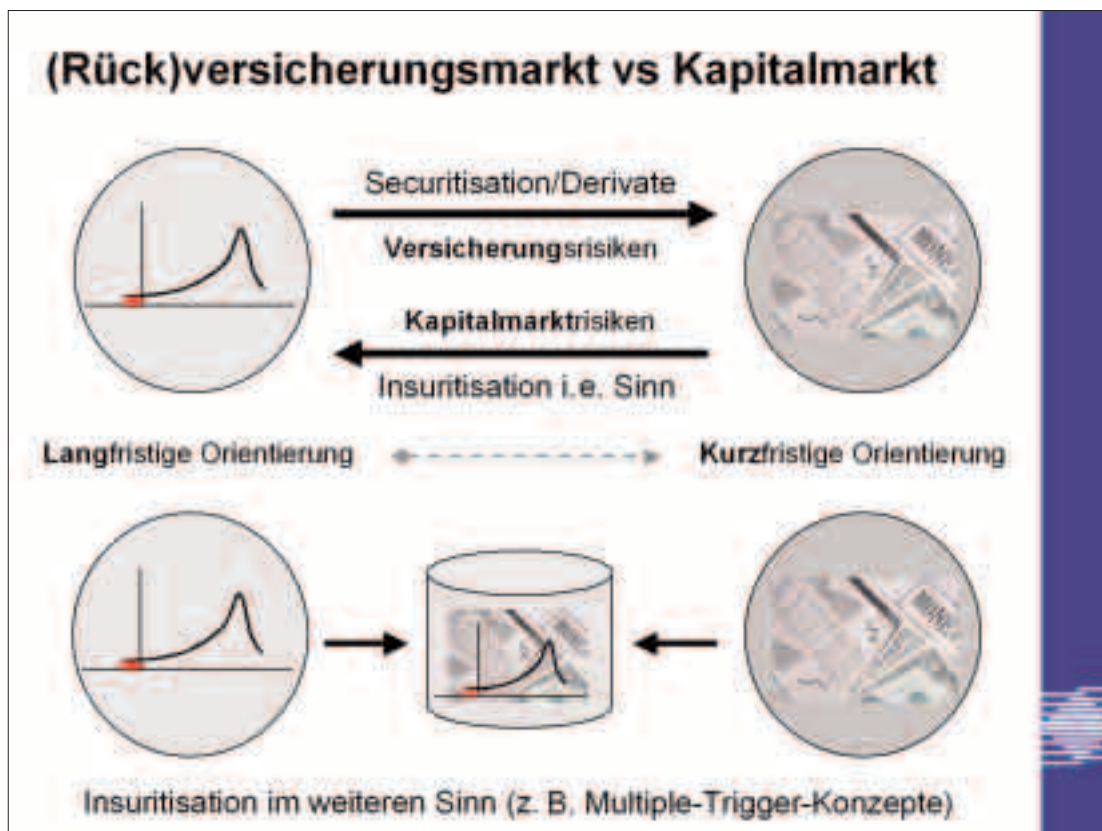 (Rück)versicherungsmarkt vs Kapitalmarkt
Securitisation/Derivate
Versicherungsrisiken
Kapitalmarktrisiken
Insuritisation i.e. Sinn
Langfristige Orientierung
Kurzfristige Orientierung
Insuritisation im weiteren Sinn (z. B. Multiple-Trigger-Konzepte)